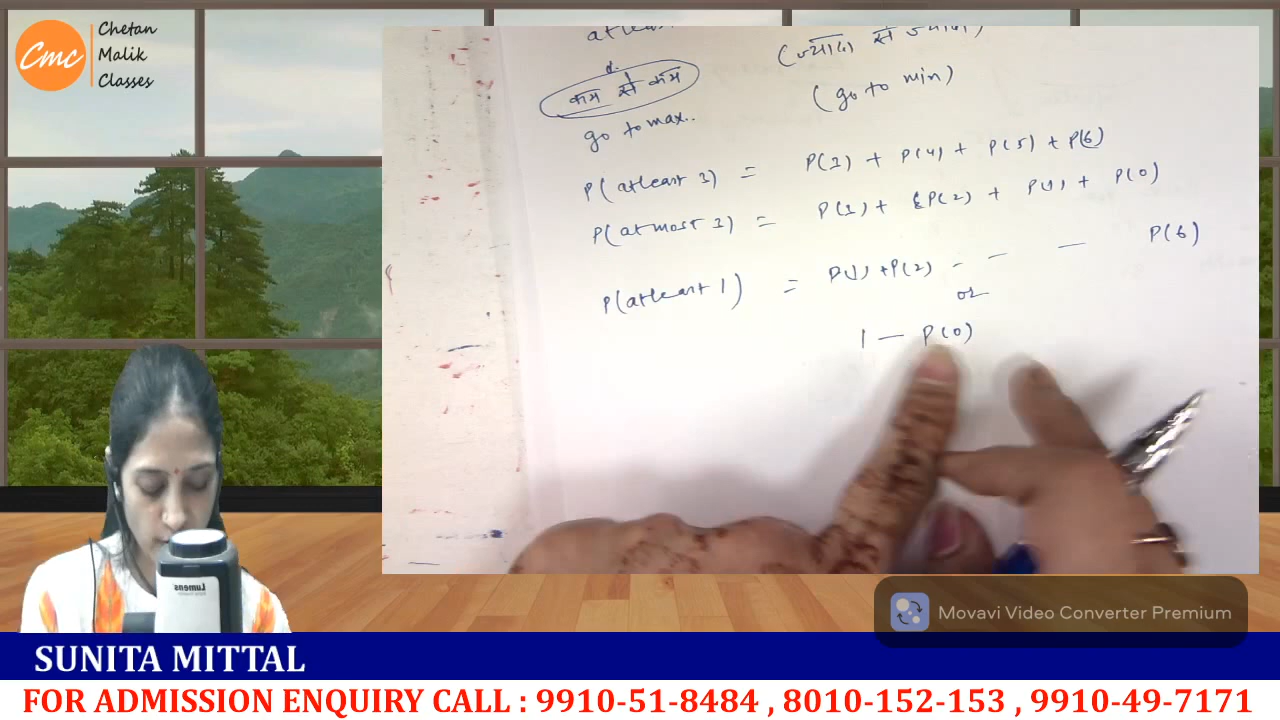 Cmc
Chetan
Malik
Classes
atleast
कम से कम
(ज्यादा से ज्यादा)
go to max..
(go to min)
P(atleast 3) = P(3) + P(4) + P(5) + P(6)
P(atmost 3) = P(3) + P(2) + P(1) + P(0)
P(atleast 1) = P(1) + P(2) - - — P(6)
or
1 — P(0)
Lumens
Movavi Video Converter Premium
SUNITA MITTAL
FOR ADMISSION ENQUIRY CALL : 9910-51-8484 , 8010-152-153 , 9910-49-7171